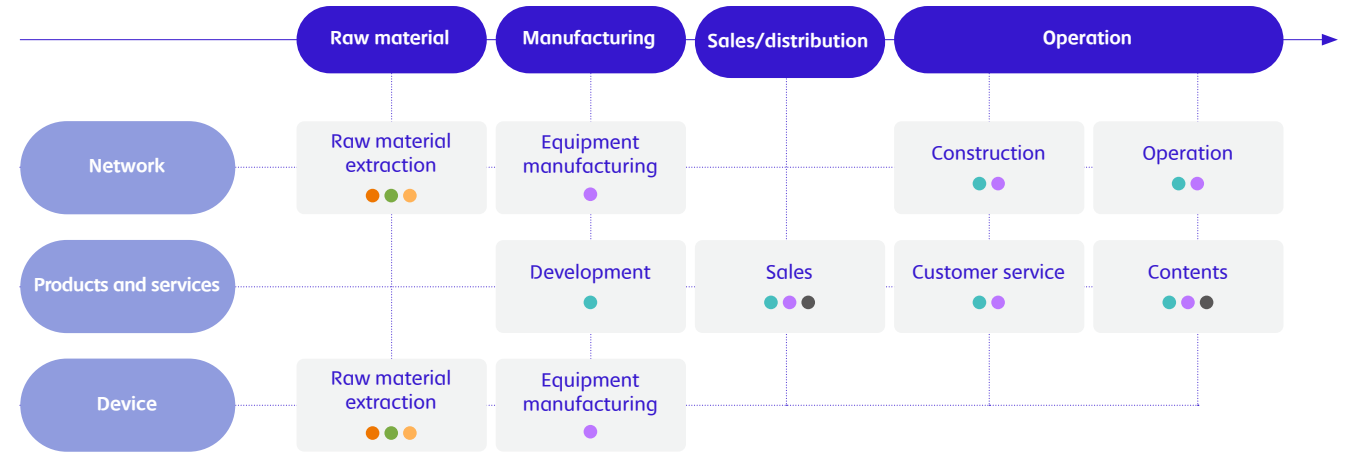 Raw material
Manufacturing
Sales/distribution
Operation
Network
Raw material
extraction
Equipment
manufacturing
Construction
Operation
Products and services
Development
Sales
Customer service
Contents
Device
Raw material
extraction
Equipment
manufacturing